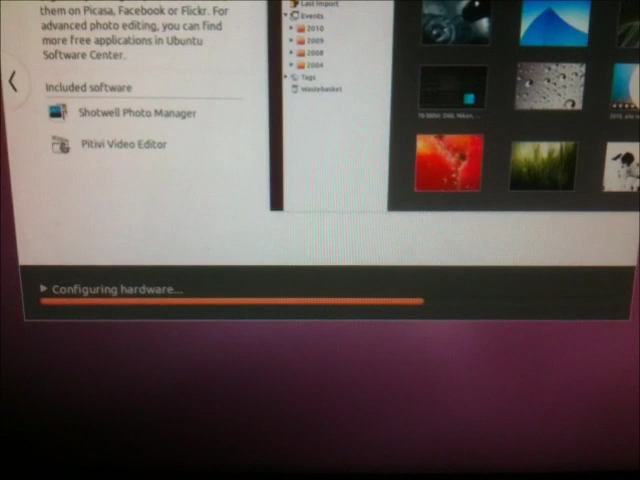 them on Picasa, Facebook or Flickr. For
advanced photo editing, you can find
more free applications in Ubuntu
Software Center.
Included software
Shotwell Photo Manager
Pitivi Video Editor
Last Import
Events
2010
2009
2008
2004
Tags
Wastebasket
Configuring hardware...